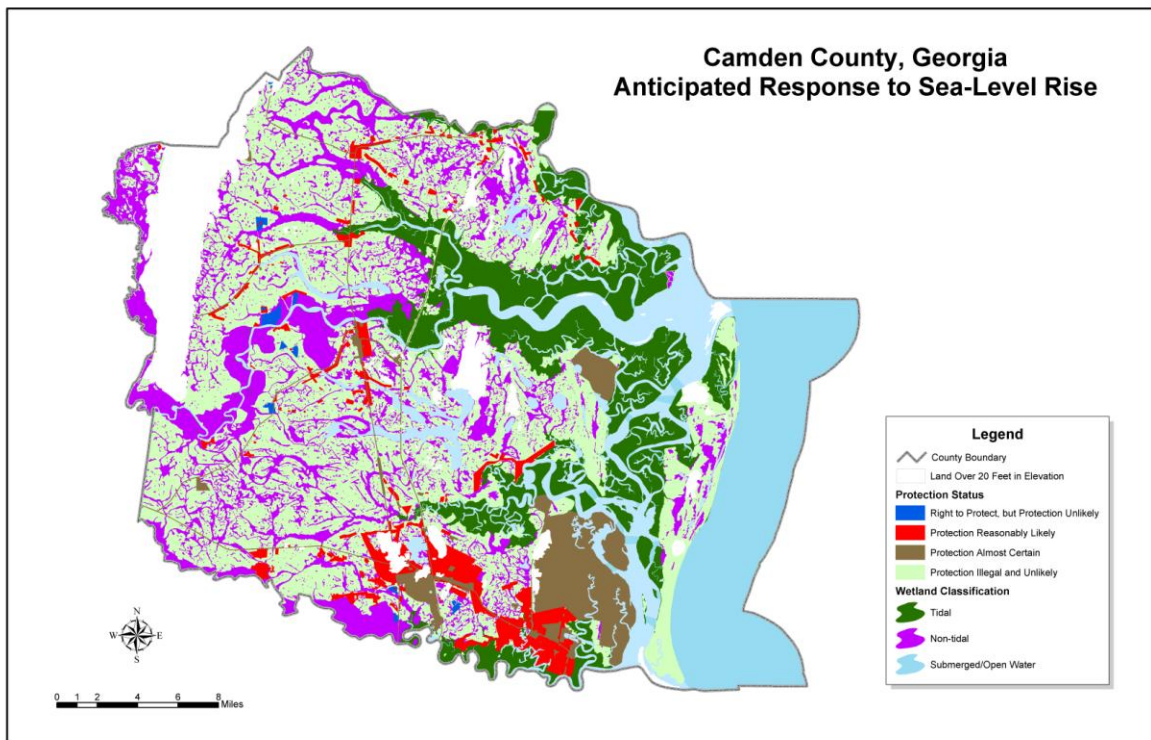 Camden County, Georgia
Anticipated Response to Sea-Level Rise
Legend
County Boundary
Land Over 20 Feet in Elevation
Protection Status
Right to Protect, but Protection Unlikely
Protection Reasonably Likely
Protection Almost Certain
Protection Illegal and Unlikely
Wetland Classification
Tidal
Non-tidal
Submerged/Open Water
N
W E
S
0 1 2 4 6 8
Miles